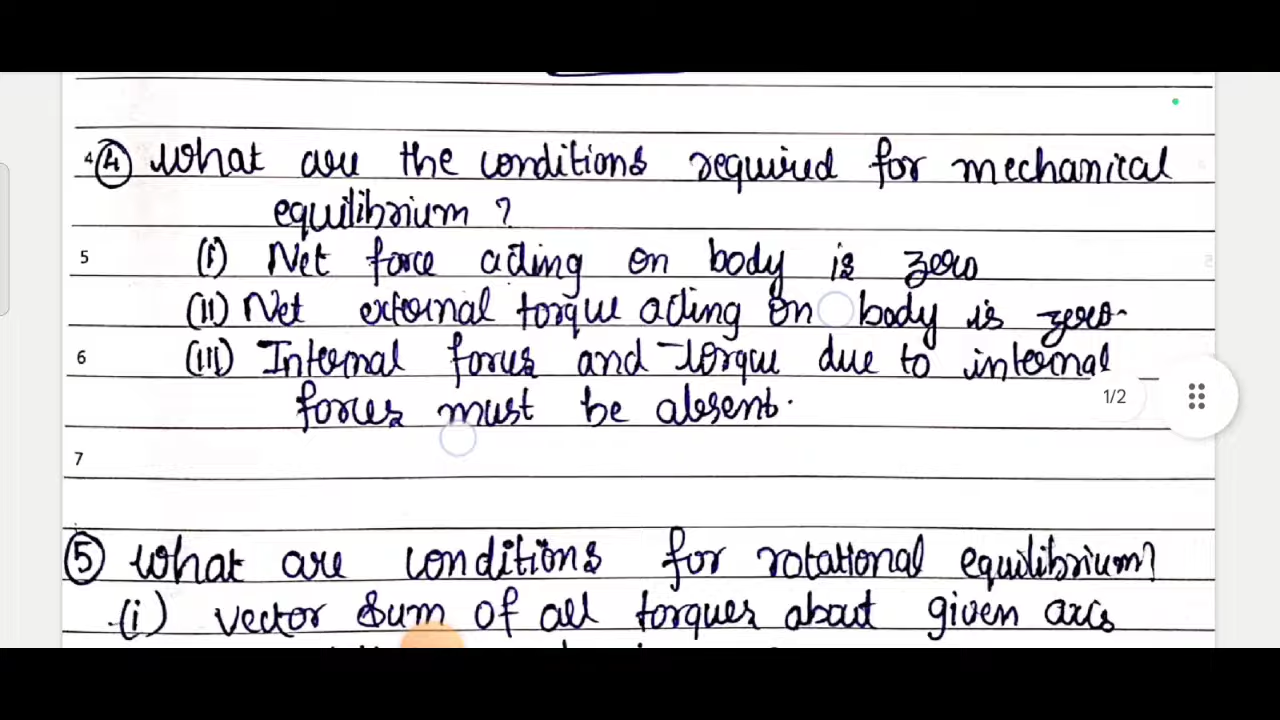 4 ④ What are the conditions required for mechanical
equilibrium ?
5 (i) Net force acting on body is zero
(ii) Net external torque acting on body is zero.
6 (iii) Internal forces and torque due to internal
forces must be absent.
1/2
7
⑤ What are conditions for rotational equilibrium?
(i) vector sum of all torques about given axis